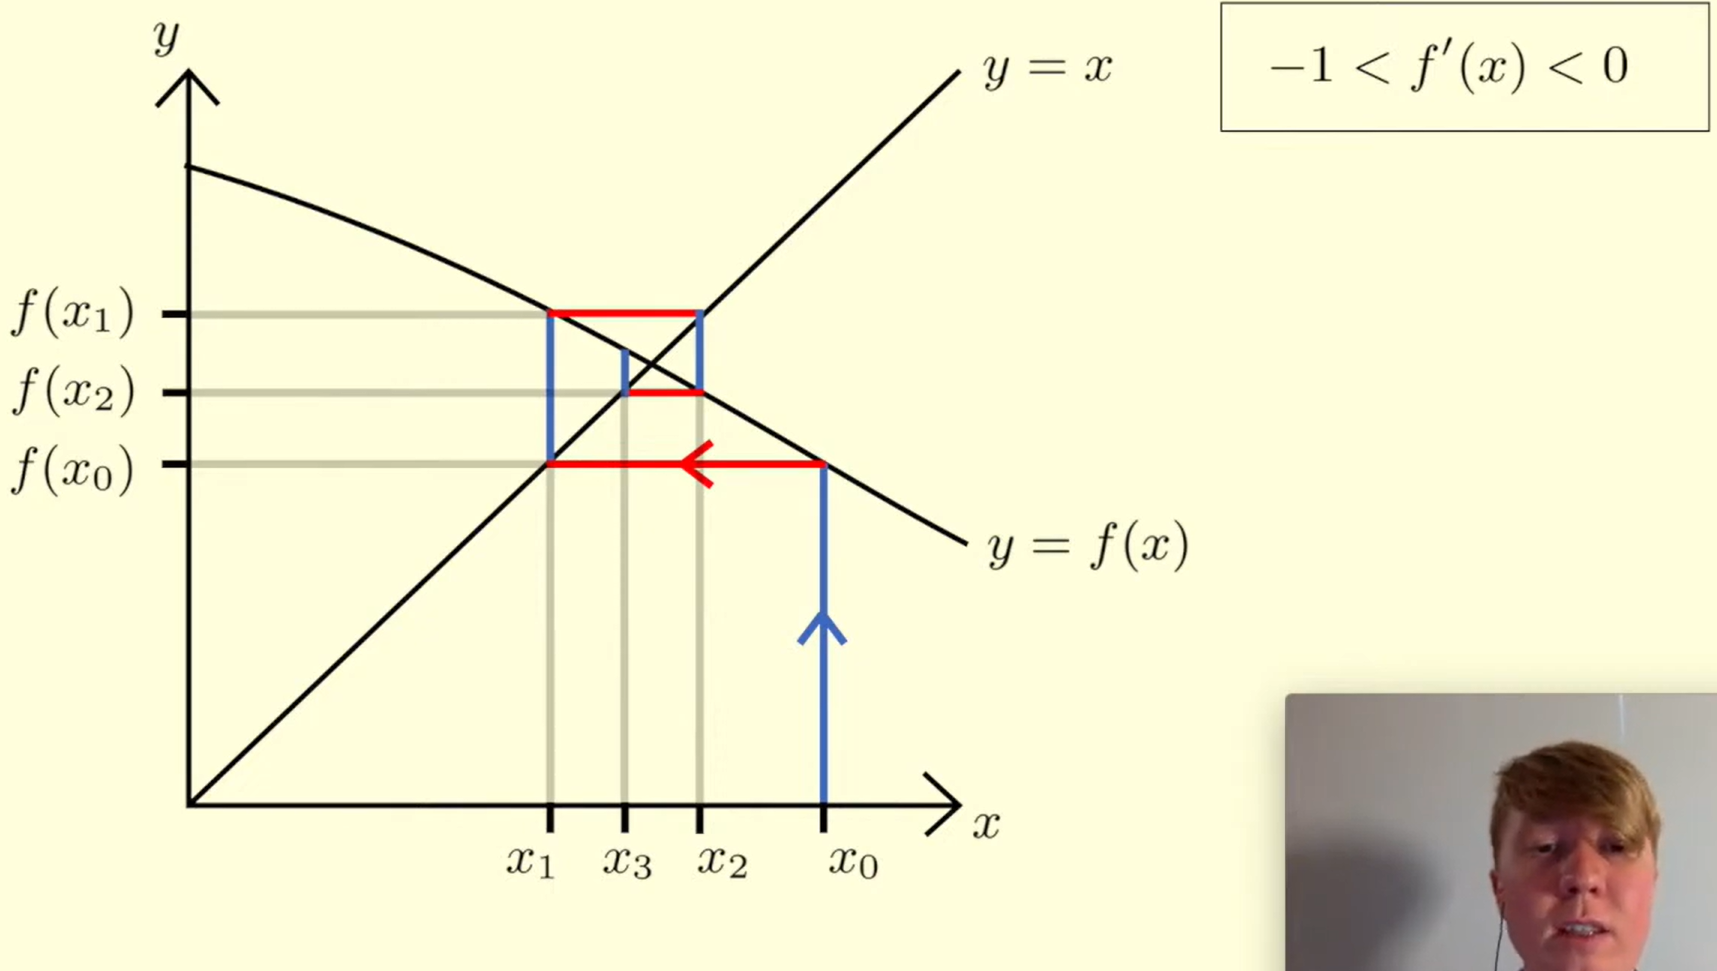 y
y = x
−1 < f′(x) < 0
f(x₁)
f(x₂)
f(x₀)
y = f(x)
x
x₁ x₃ x₂ x₀